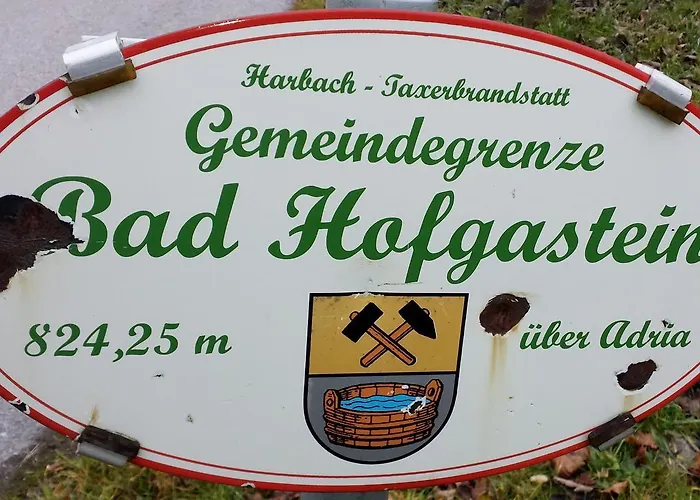 Harbach - Taxerbrandstatt
Gemeindegrenze
Bad Hofgastein
824,25 m über Adria